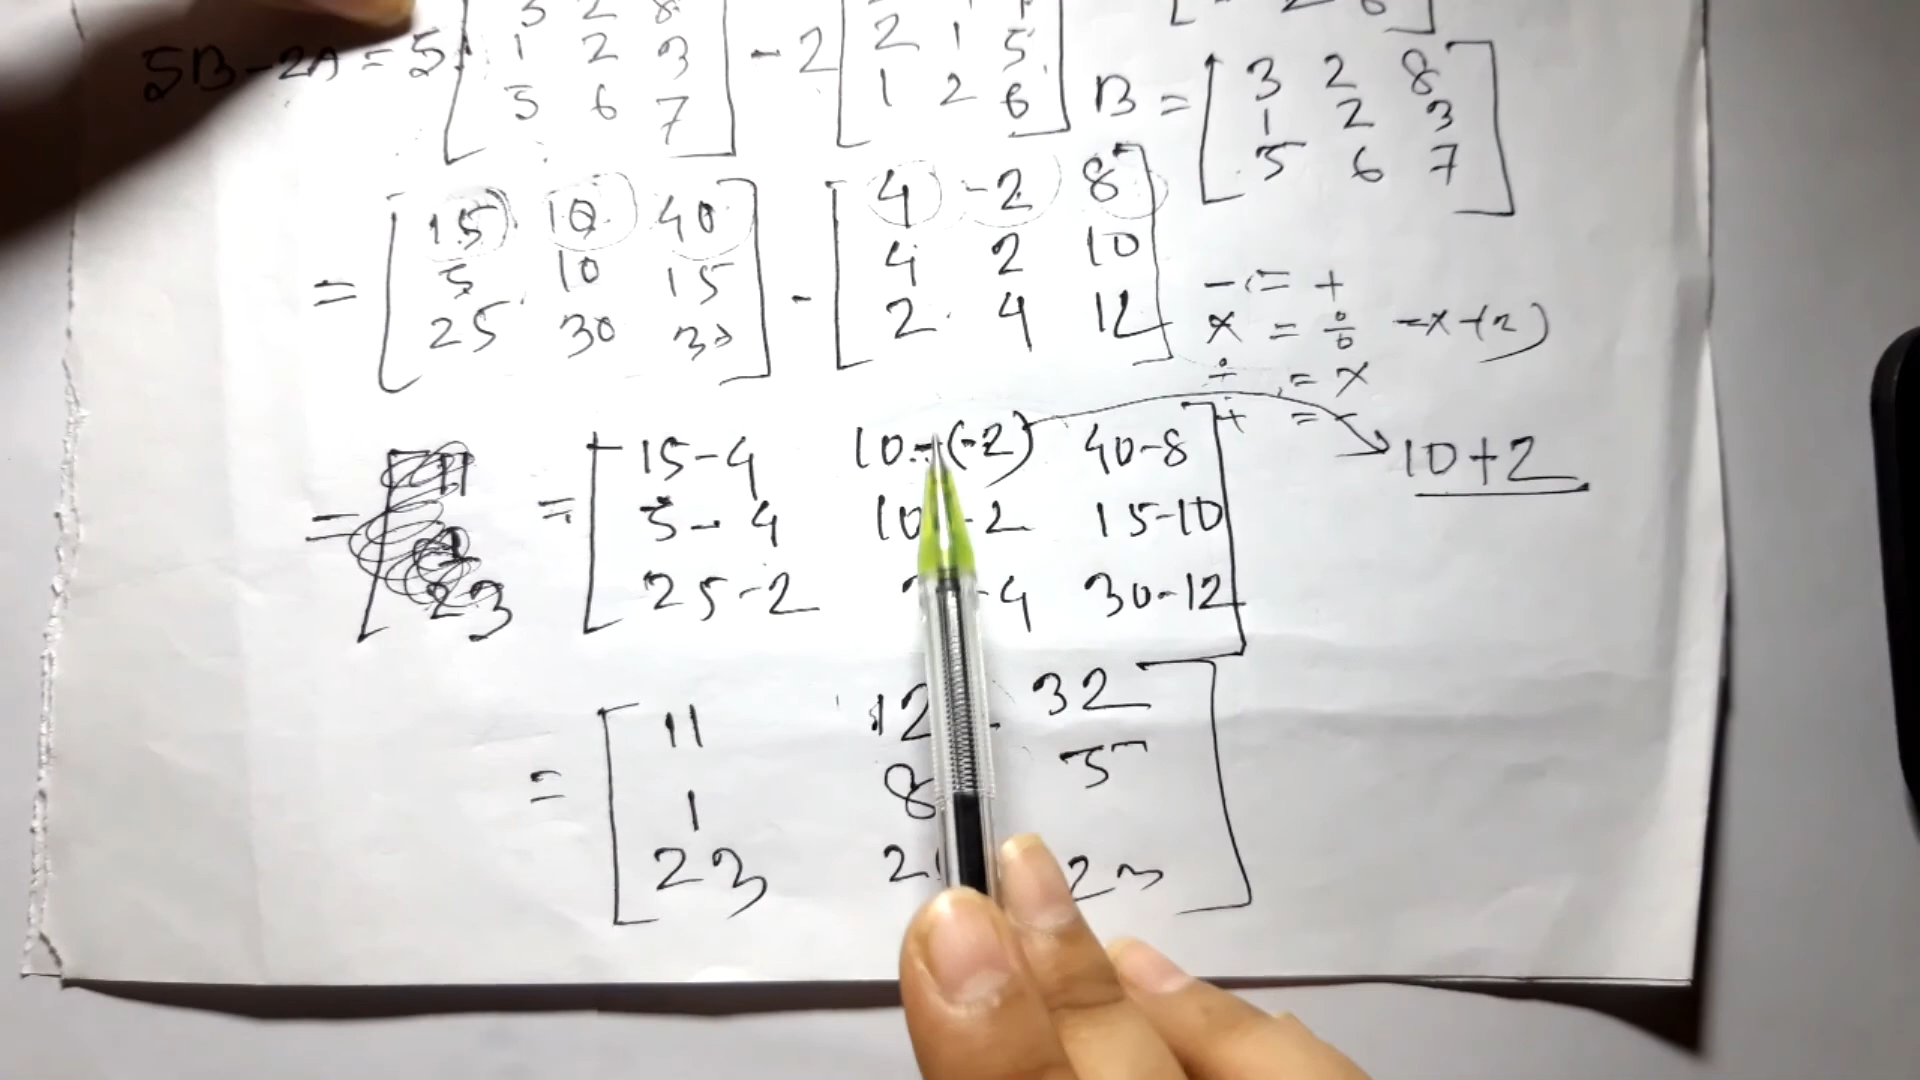 5B-2A = 5 [ 3 2 8
1 2 3
5 6 7 ] - 2 [
2 1 5
1 2 6 ]
B = [ 3 2 8
1 2 3
5 6 7 ]
= [ 15 10 40
5 10 15
25 30 ] - [ 4 -2 8
4 2 10
2 4 12 ]
- = +
× = ÷
÷ = ×
+ = -
= [ 11
1
23
= [ 15-4 10-(-2) 40-8
5-4 10-2 15-10
25-2 -4 30-12 ]
10+2
= [ 11 12 32
1 8 5
23 2 23 ]